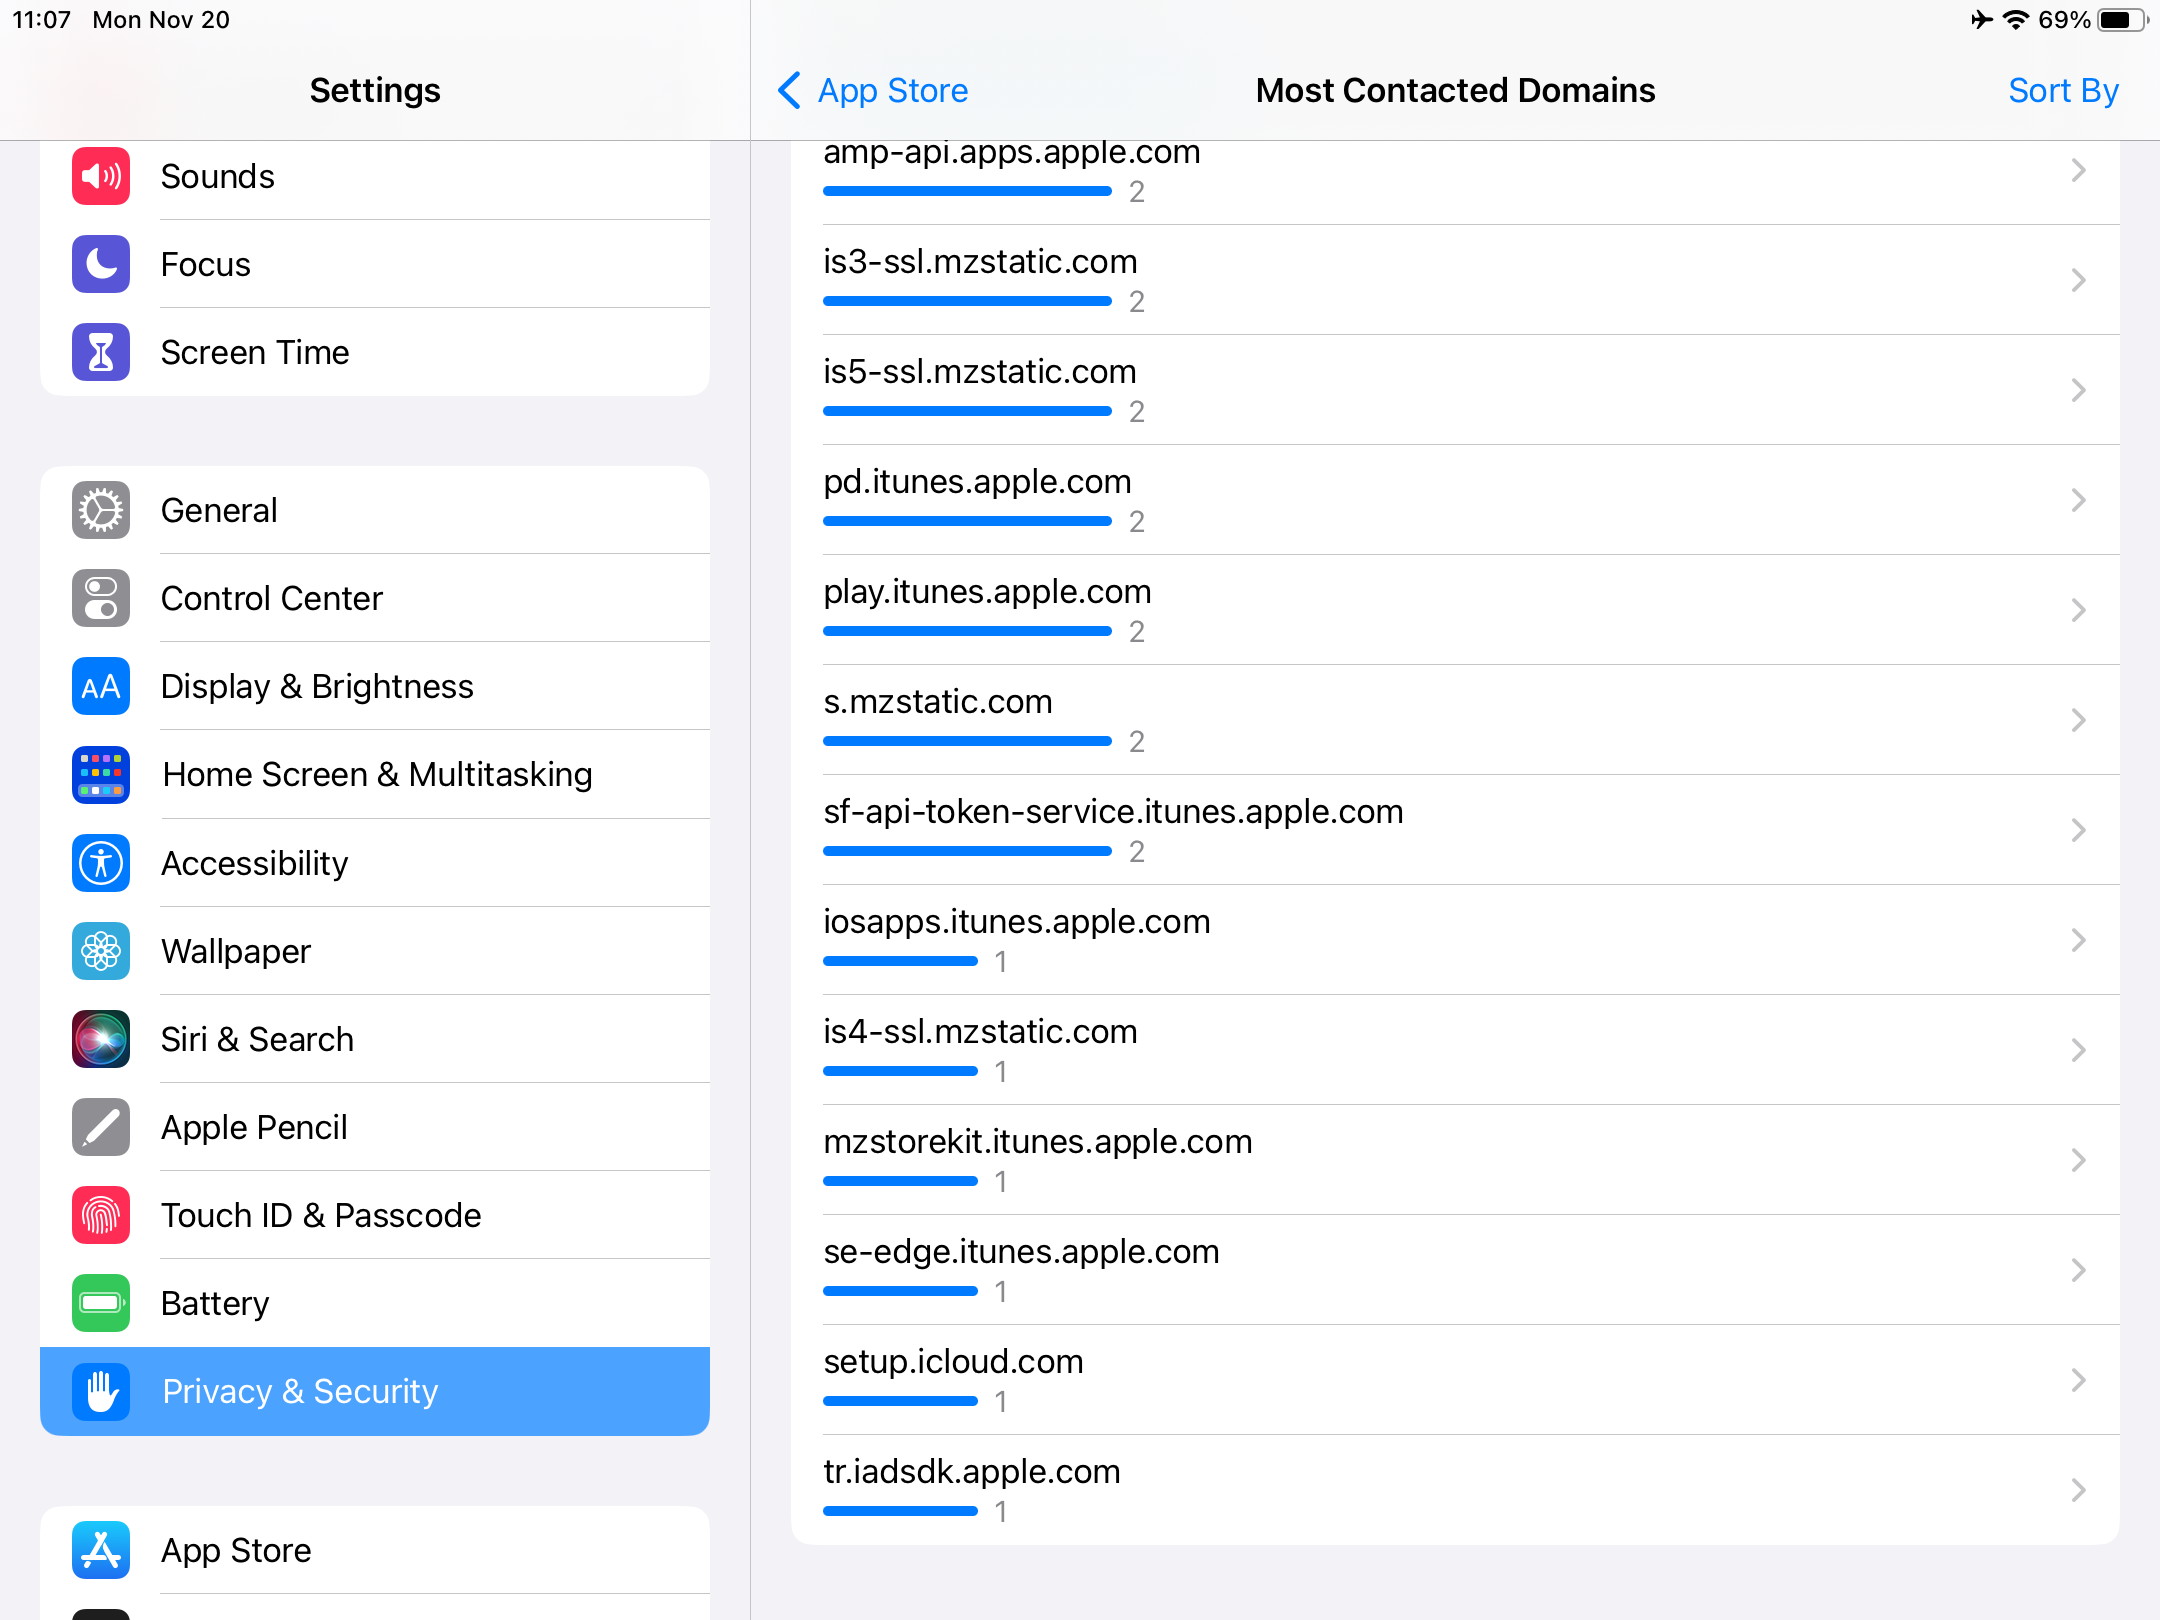 11:07 Mon Nov 20
69%
Settings
App Store
Most Contacted Domains
Sort By
Sounds
Focus
Screen Time
General
Control Center
AA Display & Brightness
Home Screen & Multitasking
Accessibility
Wallpaper
Siri & Search
Apple Pencil
Touch ID & Passcode
Battery
Privacy & Security
App Store
amp-api.apps.apple.com
2
is3-ssl.mzstatic.com
2
is5-ssl.mzstatic.com
2
pd.itunes.apple.com
2
play.itunes.apple.com
2
s.mzstatic.com
2
sf-api-token-service.itunes.apple.com
2
iosapps.itunes.apple.com
1
is4-ssl.mzstatic.com
1
mzstorekit.itunes.apple.com
1
se-edge.itunes.apple.com
1
setup.icloud.com
1
tr.iadsdk.apple.com
1